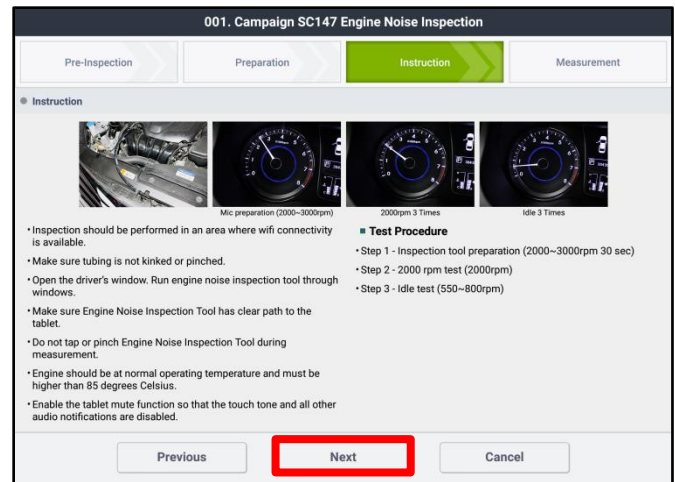 001. Campaign SC147 Engine Noise Inspection
Pre-Inspection
Preparation
Instruction
Measurement
Instruction
Mic preparation (2000~3000rpm)
2000rpm 3 Times
Idle 3 Times
• Inspection should be performed in an area where wifi connectivity
is available.
• Make sure tubing is not kinked or
pinched.
• Open the driver's window. Run engine noise inspection tool through
windows.
• Make sure Engine Noise Inspection Tool has clear path to the
tablet.
• Do not tap or pinch Engine Noise Inspection Tool during
measurement.
• Engine should be at normal operating temperature and must be
higher than 85 degrees Celsius.
• Enable the tablet mute function so that the touch tone and all other
audio notifications are disabled.
■ Test Procedure
• Step 1 - Inspection tool preparation (2000~3000rpm 30 sec)
• Step 2 - 2000 rpm test (2000rpm)
• Step 3 - Idle test (550~800rpm)
Previous
Next
Cancel